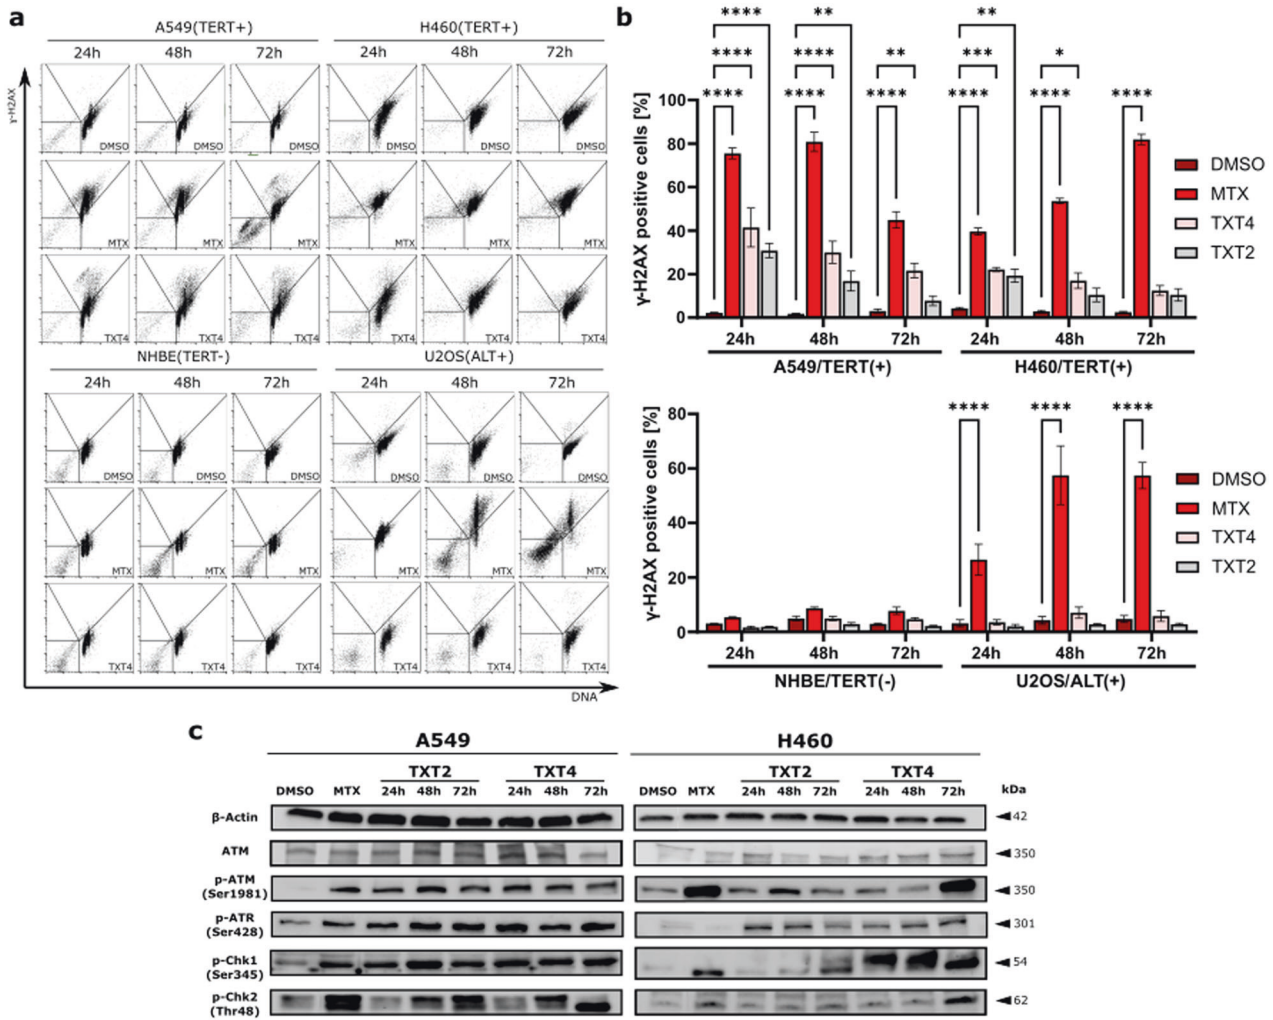 a
A549(TERT+) H460(TERT+)
24h 48h 72h 24h 48h 72h
γ-H2AX
DMSO DMSO DMSO DMSO DMSO DMSO
MTX MTX MTX MTX MTX MTX
TXT4 TXT4 TXT4 TXT4 TXT4 TXT4
NHBE(TERT-) U2OS(ALT+)
24h 48h 72h 24h 48h 72h
DMSO DMSO DMSO DMSO DMSO DMSO
MTX MTX MTX MTX MTX MTX
TXT4 TXT4 TXT4 TXT4 TXT4 TXT4
DNA
b
**** ** **
**** **** ** *** *
**** **** **** **** **** ****
γ-H2AX positive cells [%]
100
80
60
40
20
0
24h 48h 72h 24h 48h 72h
A549/TERT(+) H460/TERT(+)
DMSO
MTX
TXT4
TXT2
**** **** ****
γ-H2AX positive cells [%]
80
60
40
20
0
24h 48h 72h 24h 48h 72h
NHBE/TERT(-) U2OS/ALT(+)
DMSO
MTX
TXT4
TXT2
c
A549 H460
TXT2 TXT4 TXT2 TXT4
DMSO MTX 24h 48h 72h 24h 48h 72h DMSO MTX 24h 48h 72h 24h 48h 72h kDa
β-Actin 42
ATM 350
p-ATM
(Ser1981) 350
p-ATR
(Ser428) 301
p-Chk1
(Ser345) 54
p-Chk2
(Thr48) 62